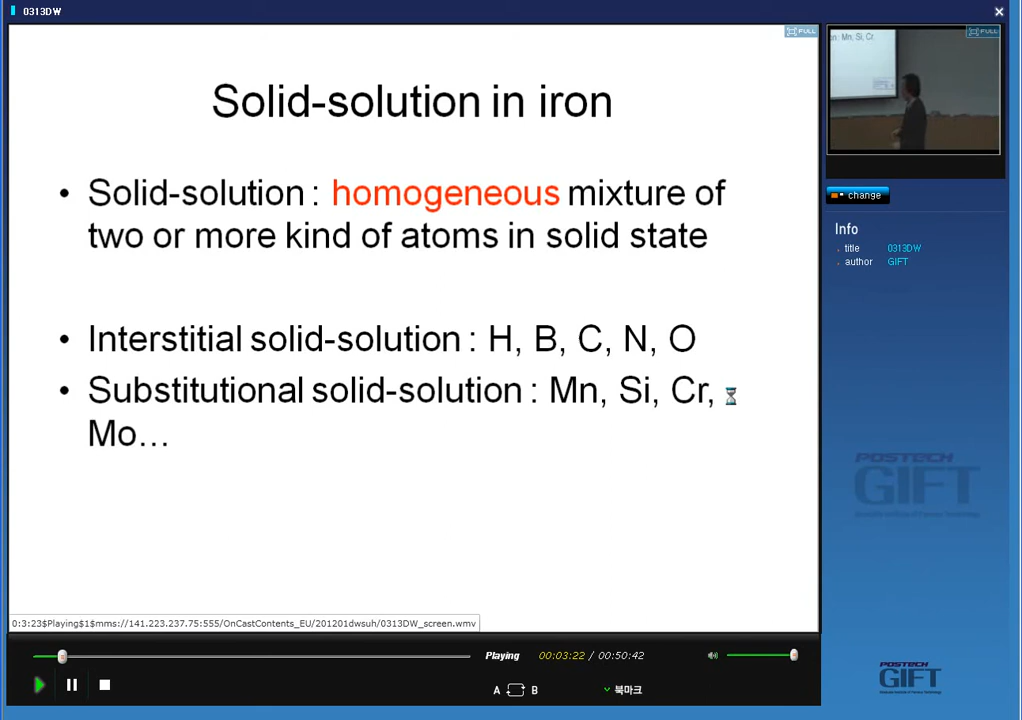 0313DW
FULL
Solid-solution in iron
• Solid-solution : homogeneous mixture of
two or more kind of atoms in solid state
• Interstitial solid-solution : H, B, C, N, O
• Substitutional solid-solution : Mn, Si, Cr,
Mo...
0:3:23$Playing$1$mms://141.223.237.75:555/OnCastContents_EU/201201dwsuh/0313DW_screen.wmv
Playing 00:03:22 / 00:50:42
A B 북마크
: Mn, Si, Cr,
FULL
change
Info
title 0313DW
author GIFT
POSTECH
GIFT
POSTECH
GIFT